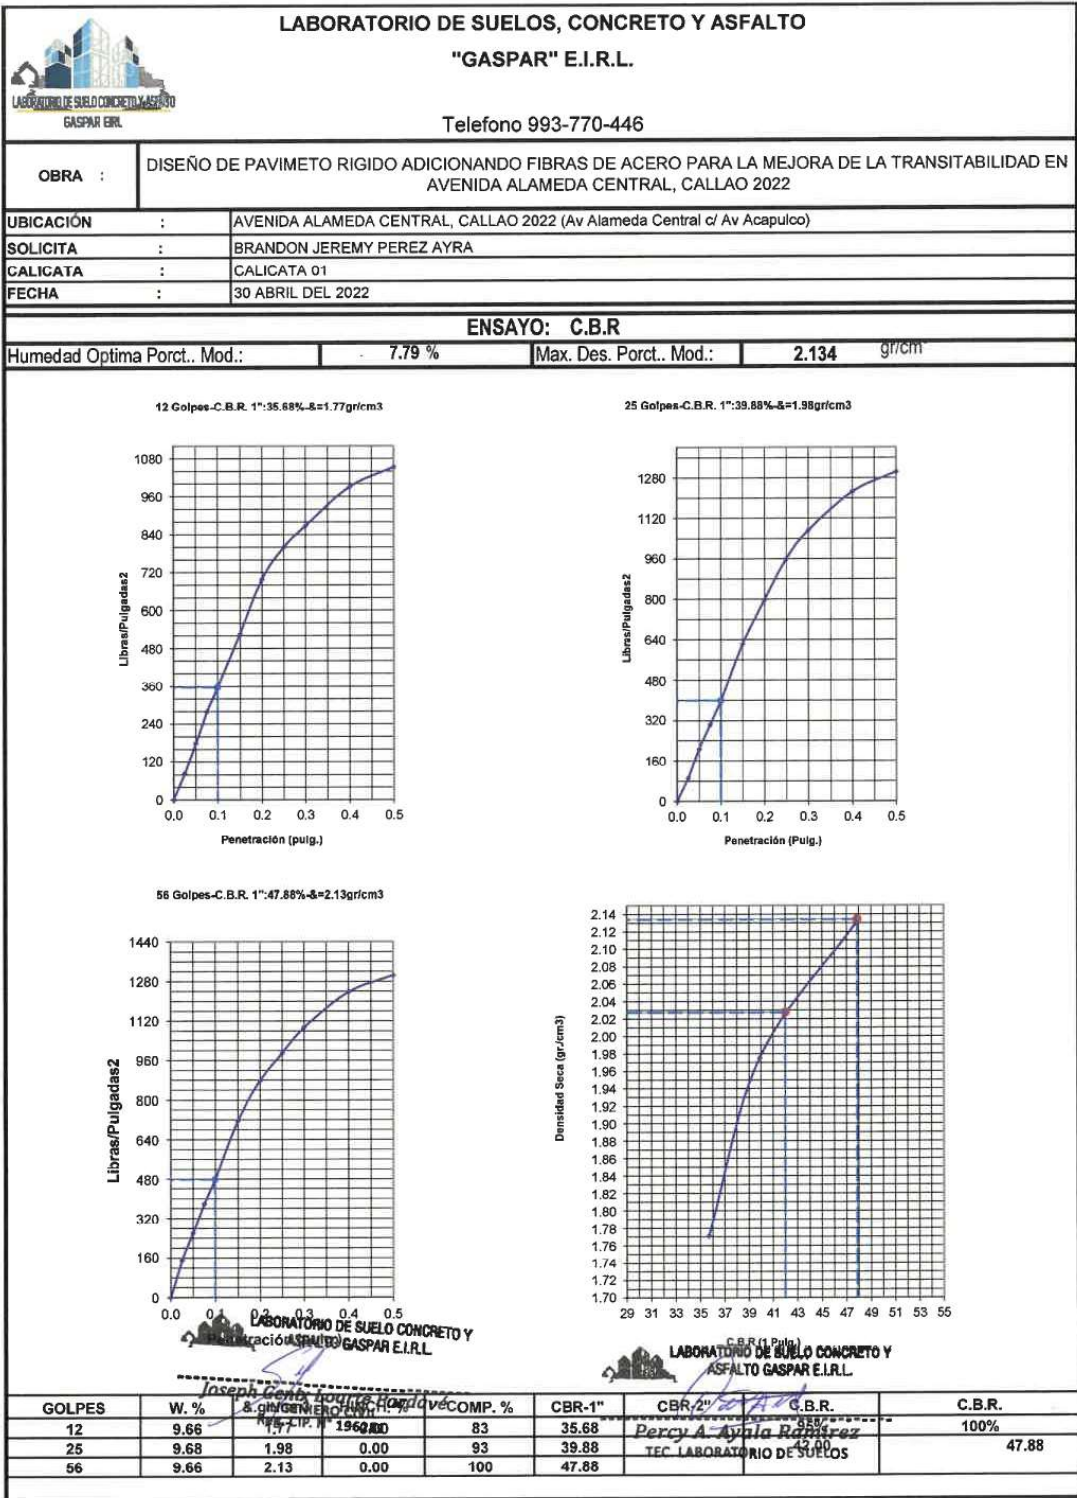 LABORATORIO DE SUELOS, CONCRETO Y ASFALTO
"GASPAR" E.I.R.L.
LABORATORIO DE SUELO CONCRETO Y ASFALTO
GASPAR EIRL
Telefono 993-770-446
OBRA :
DISEÑO DE PAVIMETO RIGIDO ADICIONANDO FIBRAS DE ACERO PARA LA MEJORA DE LA TRANSITABILIDAD EN
AVENIDA ALAMEDA CENTRAL, CALLAO 2022
UBICACIÓN : AVENIDA ALAMEDA CENTRAL, CALLAO 2022 (Av Alameda Central c/ Av Acapulco)
SOLICITA : BRANDON JEREMY PEREZ AYRA
CALICATA : CALICATA 01
FECHA : 30 ABRIL DEL 2022
ENSAYO: C.B.R
Humedad Optima Porct.. Mod.: 7.79 % Max. Des. Porct.. Mod.: 2.134 gr/cm
12 Golpes-C.B.R. 1":35.68%-&=1.77gr/cm3
1080
960
840
720
600
480
360
240
120
0
Libras/Pulgadas2
0.0 0.1 0.2 0.3 0.4 0.5
Penetración (pulg.)
25 Golpes-C.B.R. 1":39.88%-&=1.98gr/cm3
1280
1120
960
800
640
480
320
160
0
Libras/Pulgadas2
0.0 0.1 0.2 0.3 0.4 0.5
Penetración (Pulg.)
56 Golpes-C.B.R. 1":47.88%-&=2.13gr/cm3
1440
1280
1120
960
800
640
480
320
160
0
Libras/Pulgadas2
0.0 0.1 0.2 0.3 0.4 0.5
2.14
2.12
2.10
2.08
2.06
2.04
2.02
2.00
1.98
1.96
1.94
1.92
1.90
1.88
1.86
1.84
1.82
1.80
1.78
1.76
1.74
1.72
1.70
Densidad Seca (gr./cm3)
29 31 33 35 37 39 41 43 45 47 49 51 53 55
C.B.R (1 Pulg.)
LABORATORIO DE SUELO CONCRETO Y
ASFALTO GASPAR E.I.R.L.
LABORATORIO DE SUELO CONCRETO Y
ASFALTO GASPAR E.I.R.L.
Joseph
INGENIERO CIVIL
Percy A. Ayala Ramirez
TEC. LABORATORIO DE SUELOS
GOLPES W. % COMP. % CBR-1" CBR-2" C.B.R. C.B.R.
12 9.66 1.77 83 35.68 95% 100%
25 9.68 1.98 0.00 93 39.88 42.00 47.88
56 9.66 2.13 0.00 100 47.88